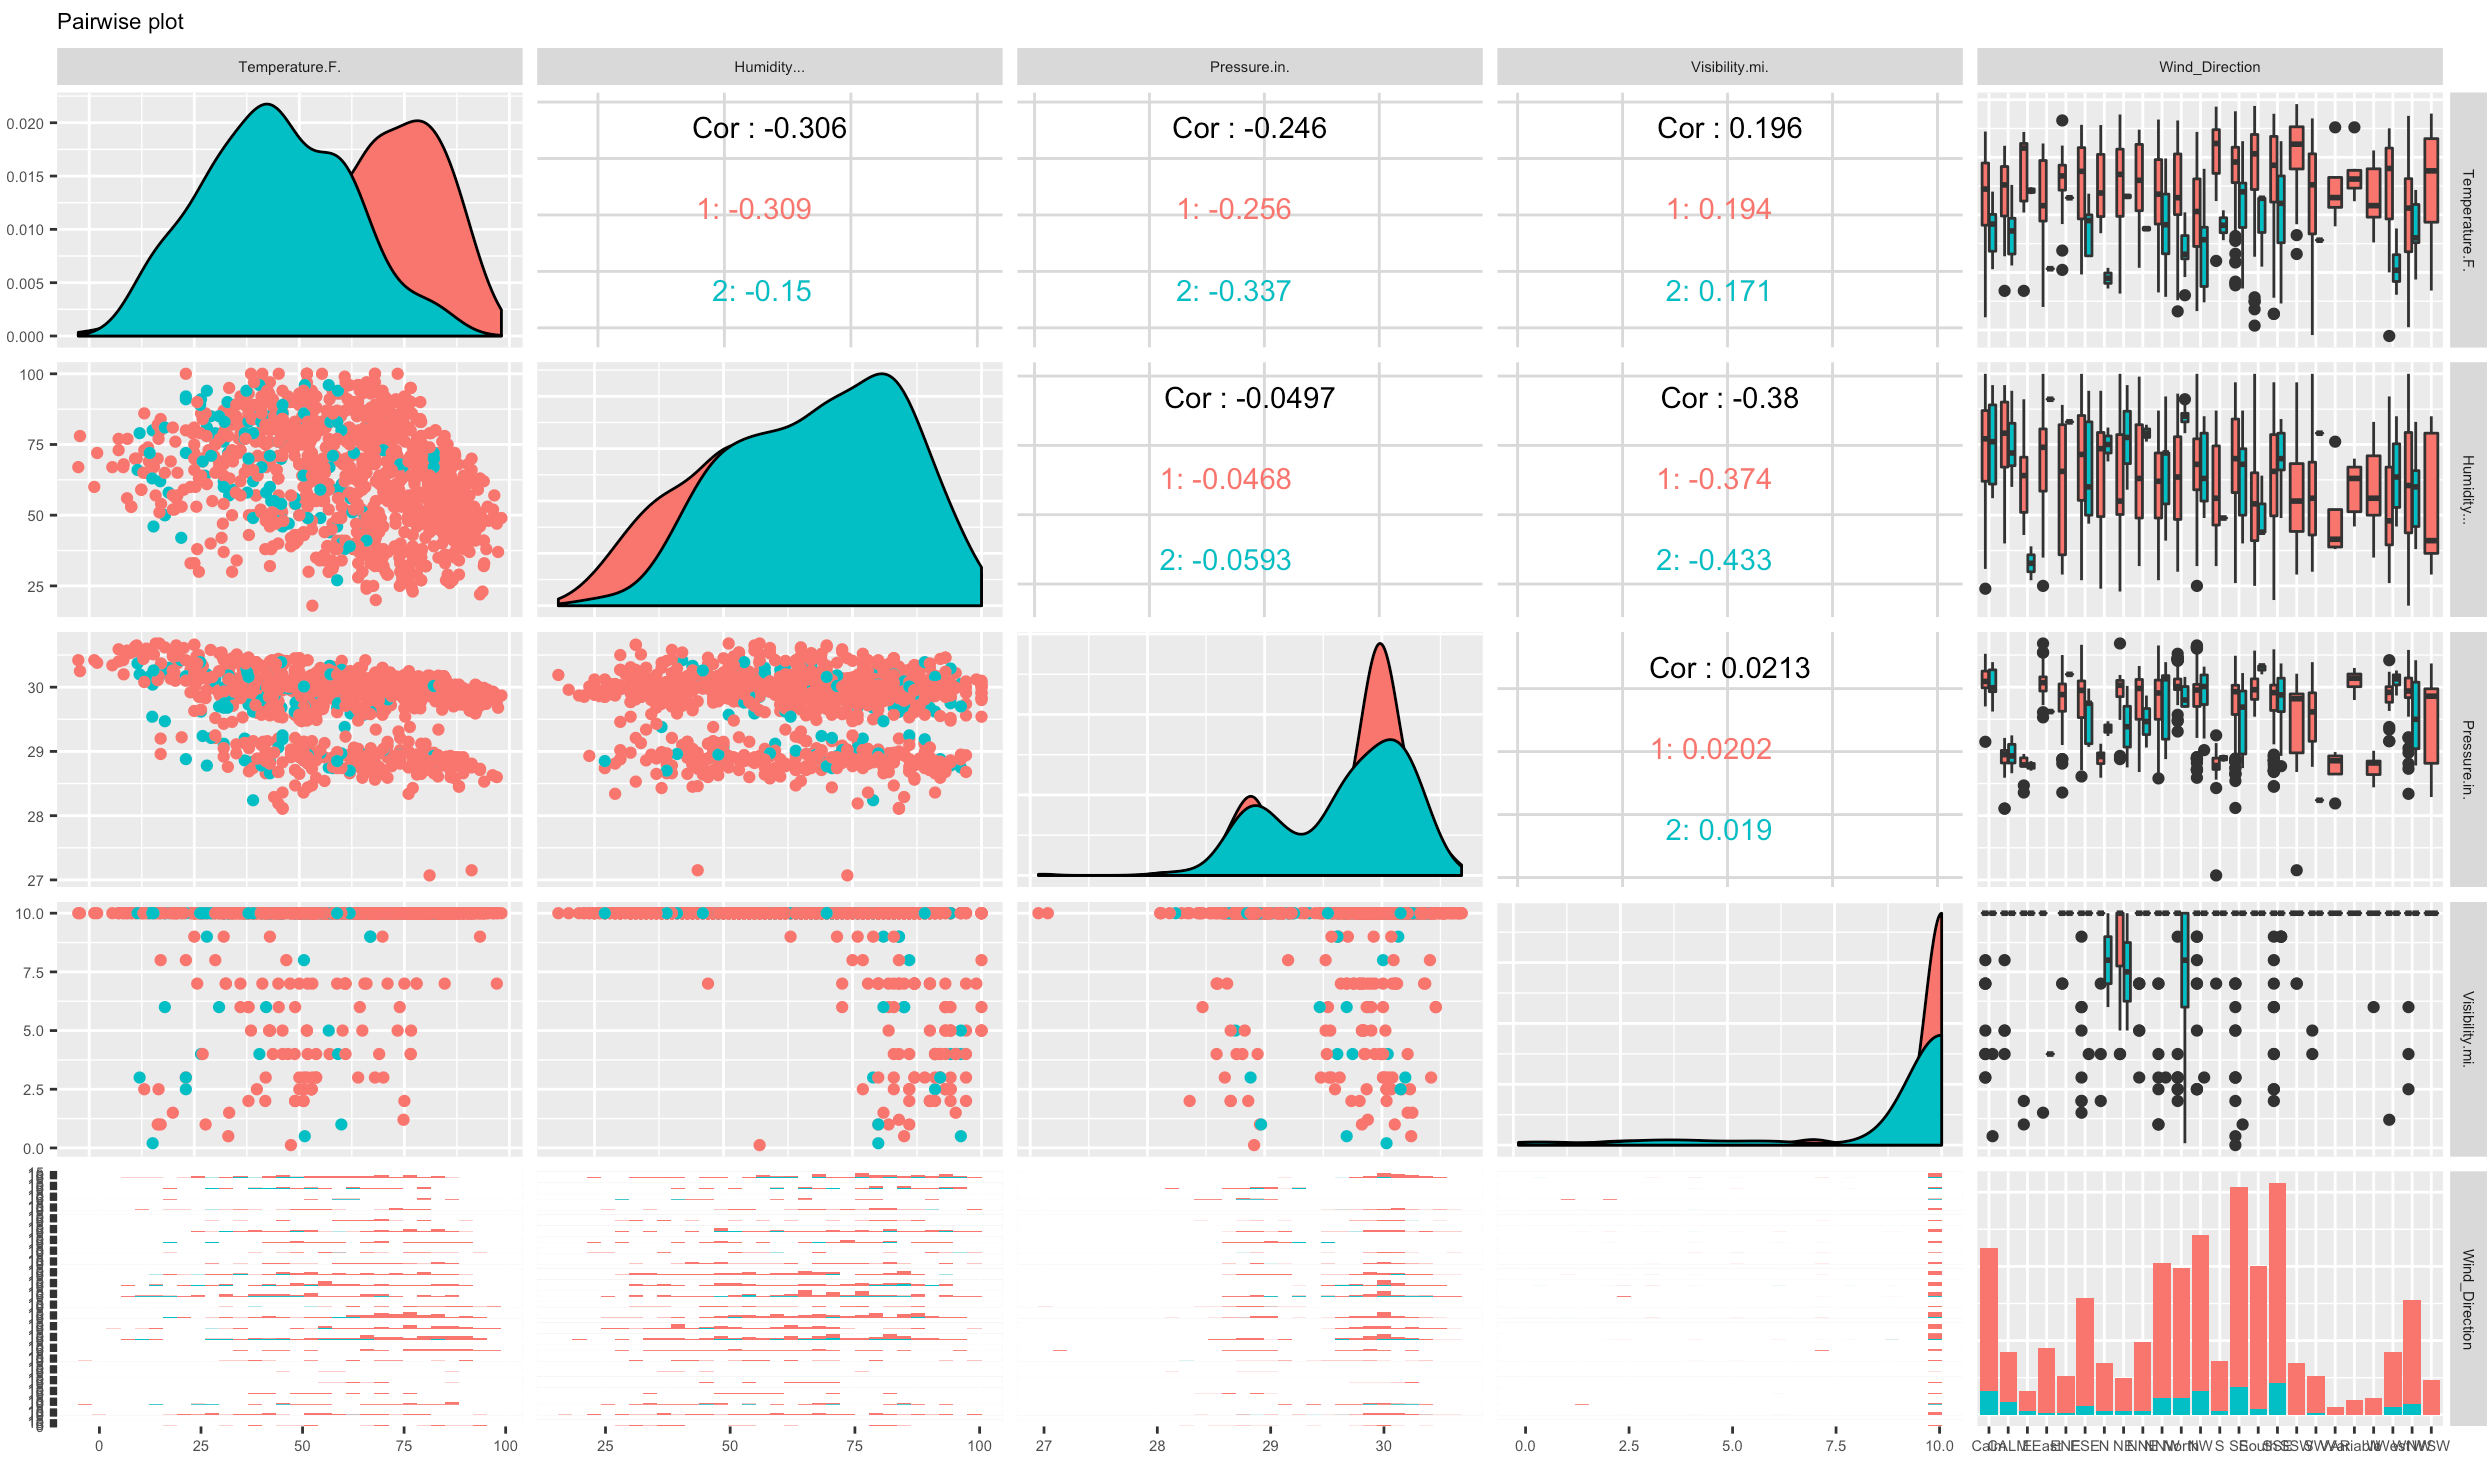 Pairwise plot
Temperature.F. Humidity... Pressure.in. Visibility.mi. Wind_Direction
0.020
0.015
0.010
0.005
0.000
Cor : -0.306
1: -0.309
2: -0.15
Cor : -0.246
1: -0.256
2: -0.337
Cor : 0.196
1: 0.194
2: 0.171
Temperature.F.
100
75
50
25
Cor : -0.0497
1: -0.0468
2: -0.0593
Cor : -0.38
1: -0.374
2: -0.433
Humidity...
30
29
28
27
Cor : 0.0213
1: 0.0202
2: 0.019
Pressure.in.
10.0
7.5
5.0
2.5
0.0
Visibility.mi.
Wind_Direction
0 25 50 75 100
25 50 75 100
27 28 29 30
0.0 2.5 5.0 7.5 10.0